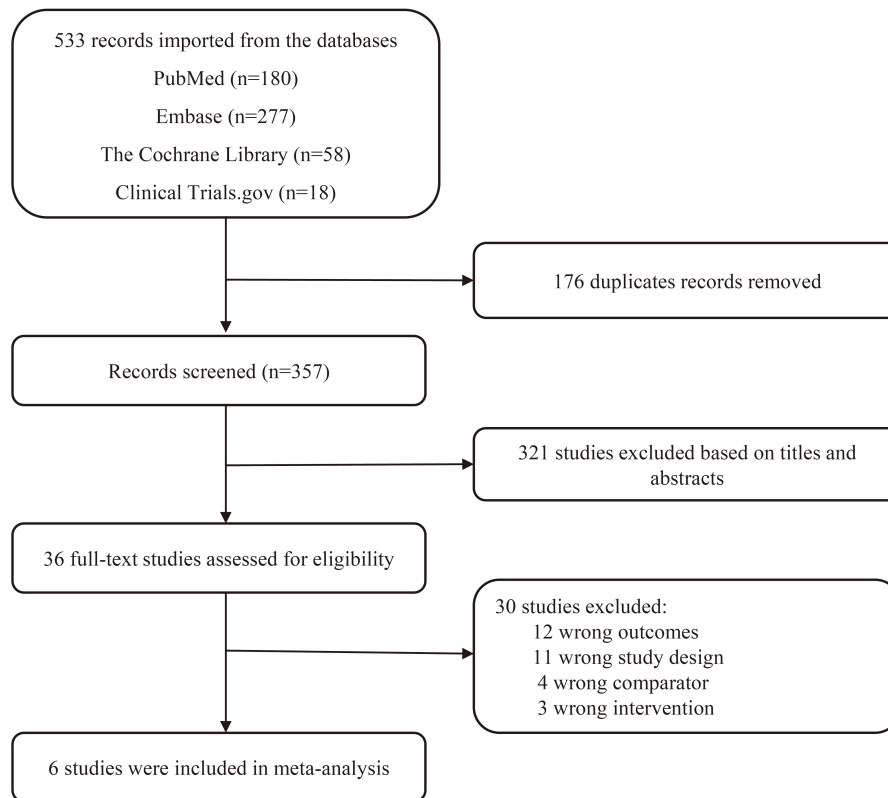 533 records imported from the databases
PubMed (n=180)
Embase (n=277)
The Cochrane Library (n=58)
Clinical Trials.gov (n=18)
176 duplicates records removed
Records screened (n=357)
321 studies excluded based on titles and
abstracts
36 full-text studies assessed for eligibility
30 studies excluded:
12 wrong outcomes
11 wrong study design
4 wrong comparator
3 wrong intervention
6 studies were included in meta-analysis